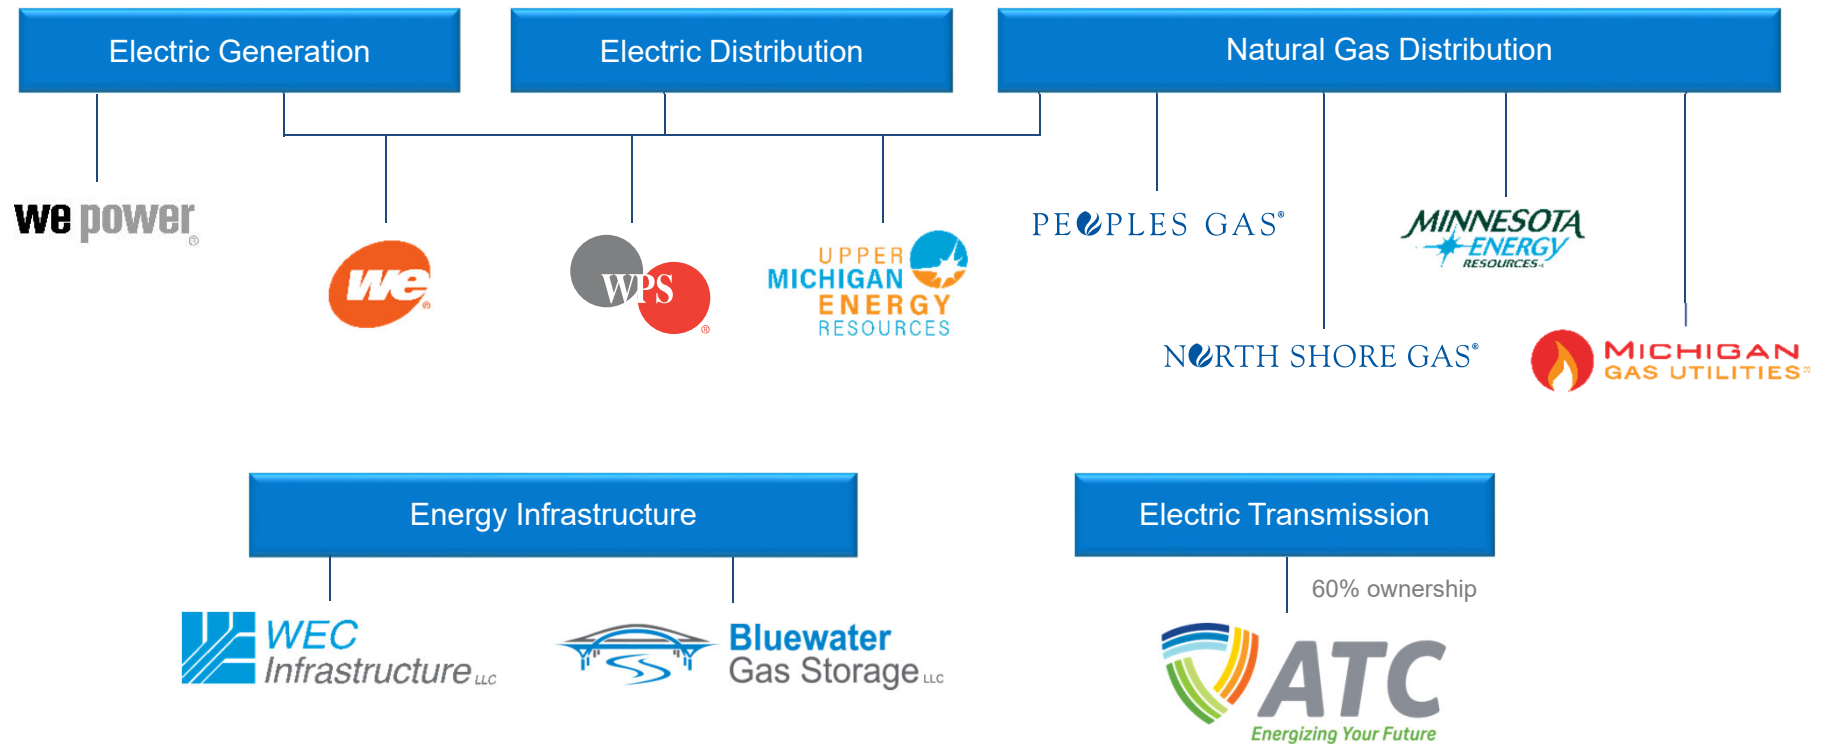 Electric Generation
Electric Distribution
Natural Gas Distribution
we power®
we®
WPS®
UPPER
MICHIGAN
ENERGY
RESOURCES
PEOPLES GAS®
MINNESOTA
ENERGY
RESOURCES
NORTH SHORE GAS®
MICHIGAN
GAS UTILITIES®
Energy Infrastructure
Electric Transmission
60% ownership
WEC
Infrastructure LLC
Bluewater
Gas Storage LLC
ATC
Energizing Your Future